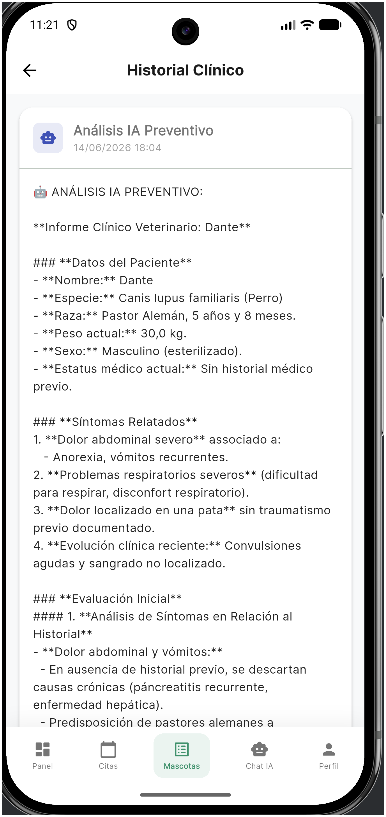 11:21
Historial Clínico
Análisis IA Preventivo
14/06/2026 18:04
🤖 ANÁLISIS IA PREVENTIVO:
**Informe Clínico Veterinario: Dante**
### **Datos del Paciente**
- **Nombre:** Dante
- **Especie:** Canis lupus familiaris (Perro)
- **Raza:** Pastor Alemán, 5 años y 8 meses.
- **Peso actual:** 30,0 kg.
- **Sexo:** Masculino (esterilizado).
- **Estatus médico actual:** Sin historial médico
previo.
### **Síntomas Relatados**
1. **Dolor abdominal severo** associato a:
- Anorexia, vómitos recurrentes.
2. **Problemas respiratorios severos** (dificultad
para respirar, disconfort respiratorio).
3. **Dolor localizado en una pata** sin traumatismo
previo documentado.
4. **Evolución clínica reciente:** Convulsiones
agudas y sangrado no localizado.
### **Evaluación Inicial**
#### 1. **Análisis de Síntomas en Relación al
Historial**
- **Dolor abdominal y vómitos:**
- En ausencia de historial previo, se descartan
causas crónicas (páncreatitis recurrente,
enfermedad hepática).
- Predisposición de pastores alemanes a
Panel
Citas
Mascotas
Chat IA
Perfil